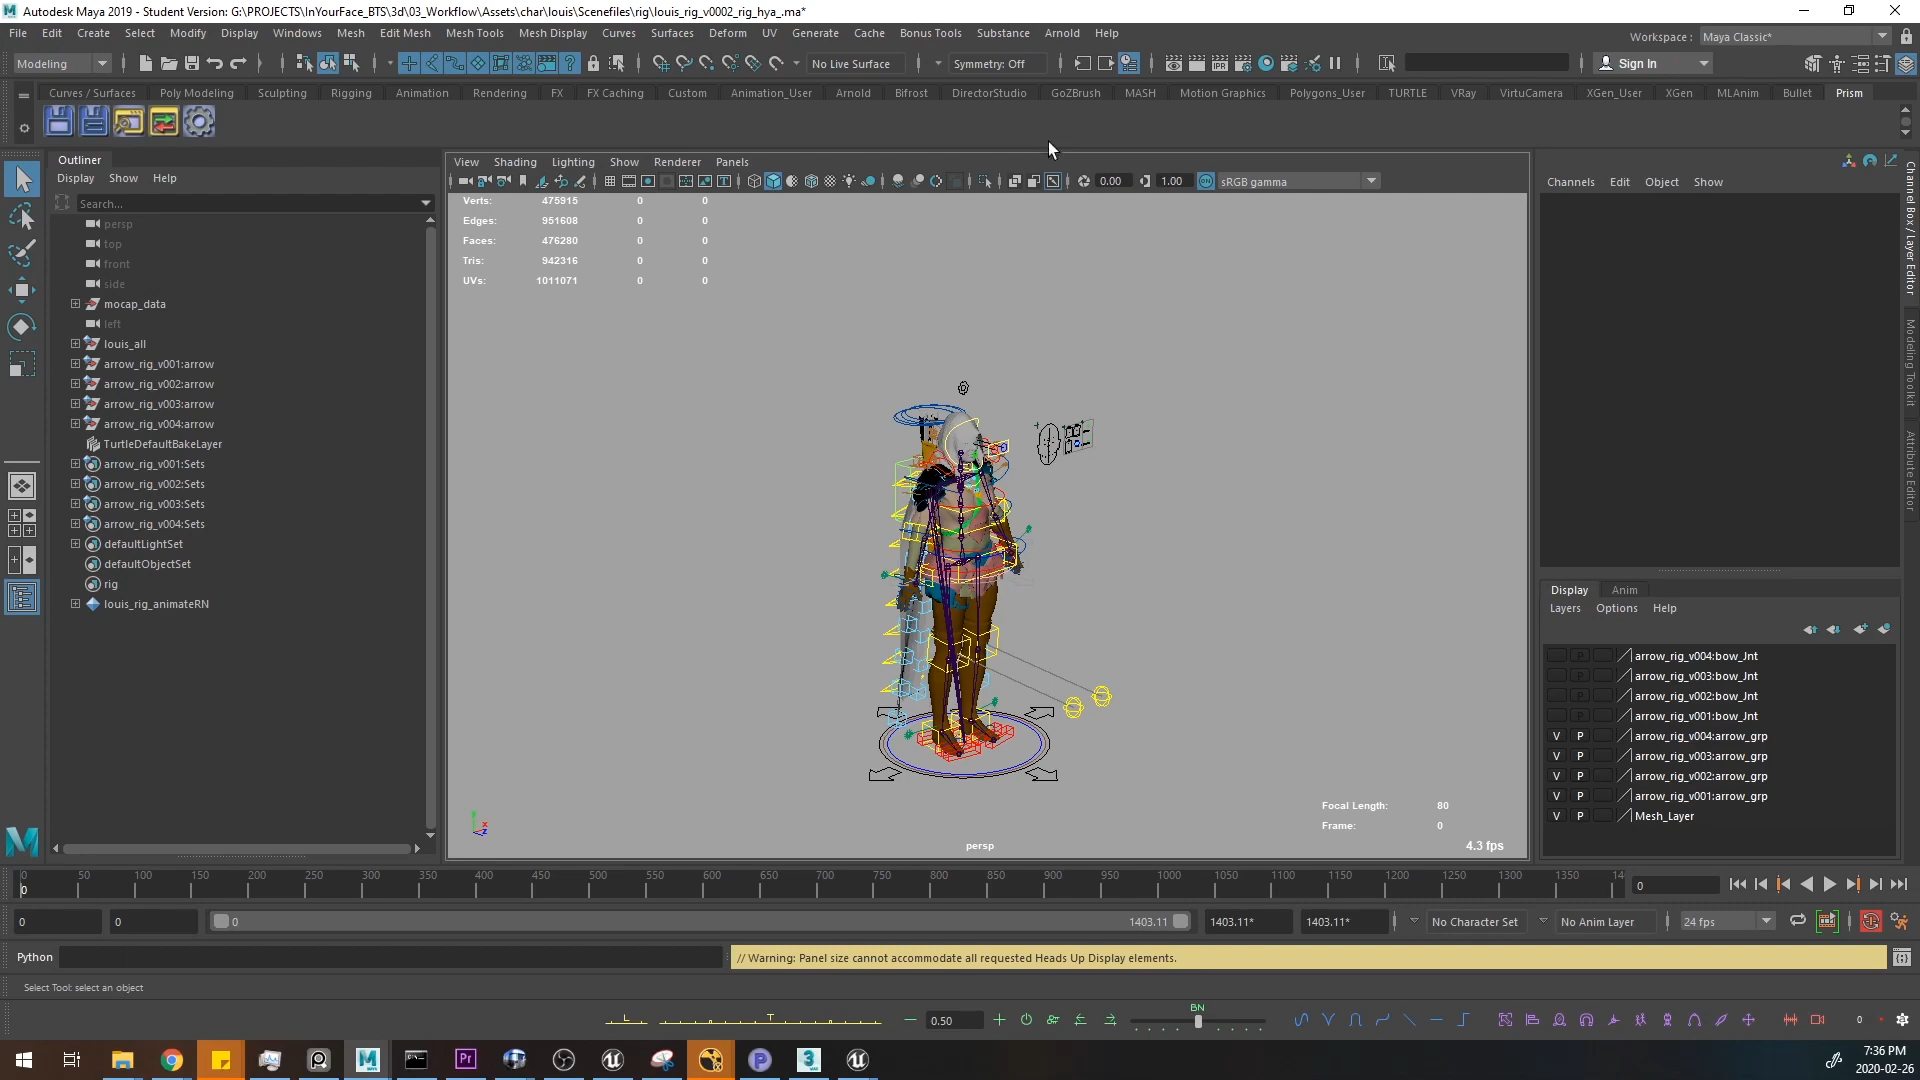 Autodesk Maya 2019 - Student Version: G:\PROJECTS\InYourFace_BTS\3d\03_Workflow\Assets\char\louis\Scenefiles\rig\louis_rig_v0002_rig_hya_.ma*
File Edit Create Select Modify Display Windows Mesh Edit Mesh Mesh Tools Mesh Display Curves Surfaces Deform UV Generate Cache Bonus Tools Substance Arnold Help
Workspace : Maya Classic*
Modeling No Live Surface Symmetry: Off Sign In
Curves / Surfaces Poly Modeling Sculpting Rigging Animation Rendering FX FX Caching Custom Animation_User Arnold Bifrost DirectorStudio GoZBrush MASH Motion Graphics Polygons_User TURTLE VRay VirtuCamera XGen_User XGen MLAnim Bullet Prism
Outliner
Display Show Help
Search...
persp
top
front
side
mocap_data
left
louis_all
arrow_rig_v001:arrow
arrow_rig_v002:arrow
arrow_rig_v003:arrow
arrow_rig_v004:arrow
TurtleDefaultBakeLayer
arrow_rig_v001:Sets
arrow_rig_v002:Sets
arrow_rig_v003:Sets
arrow_rig_v004:Sets
defaultLightSet
defaultObjectSet
rig
louis_rig_animateRN
View Shading Lighting Show Renderer Panels
0.00 1.00 ON sRGB gamma
Verts: 475915 0 0
Edges: 951608 0 0
Faces: 476280 0 0
Tris: 942316 0 0
UVs: 1011071 0 0
Focal Length: 80
Frame: 0
persp
4.3 fps
Channels Edit Object Show
Channel Box / Layer Editor
Modeling Toolkit
Attribute Editor
Display Anim
Layers Options Help
P arrow_rig_v004:bow_Jnt
P arrow_rig_v003:bow_Jnt
P arrow_rig_v002:bow_Jnt
P arrow_rig_v001:bow_Jnt
V P arrow_rig_v004:arrow_grp
V P arrow_rig_v003:arrow_grp
V P arrow_rig_v002:arrow_grp
V P arrow_rig_v001:arrow_grp
V P Mesh_Layer
0 50 100 150 200 250 300 350 400 450 500 550 600 650 700 750 800 850 900 950 1000 1050 1100 1150 1200 1250 1300 1350 14
0 0
0 0 0 1403.11 1403.11* 1403.11* No Character Set No Anim Layer 24 fps
Python // Warning: Panel size cannot accommodate all requested Heads Up Display elements.
Select Tool: select an object
L T 0.50 BN 0
7:36 PM
2020-02-26